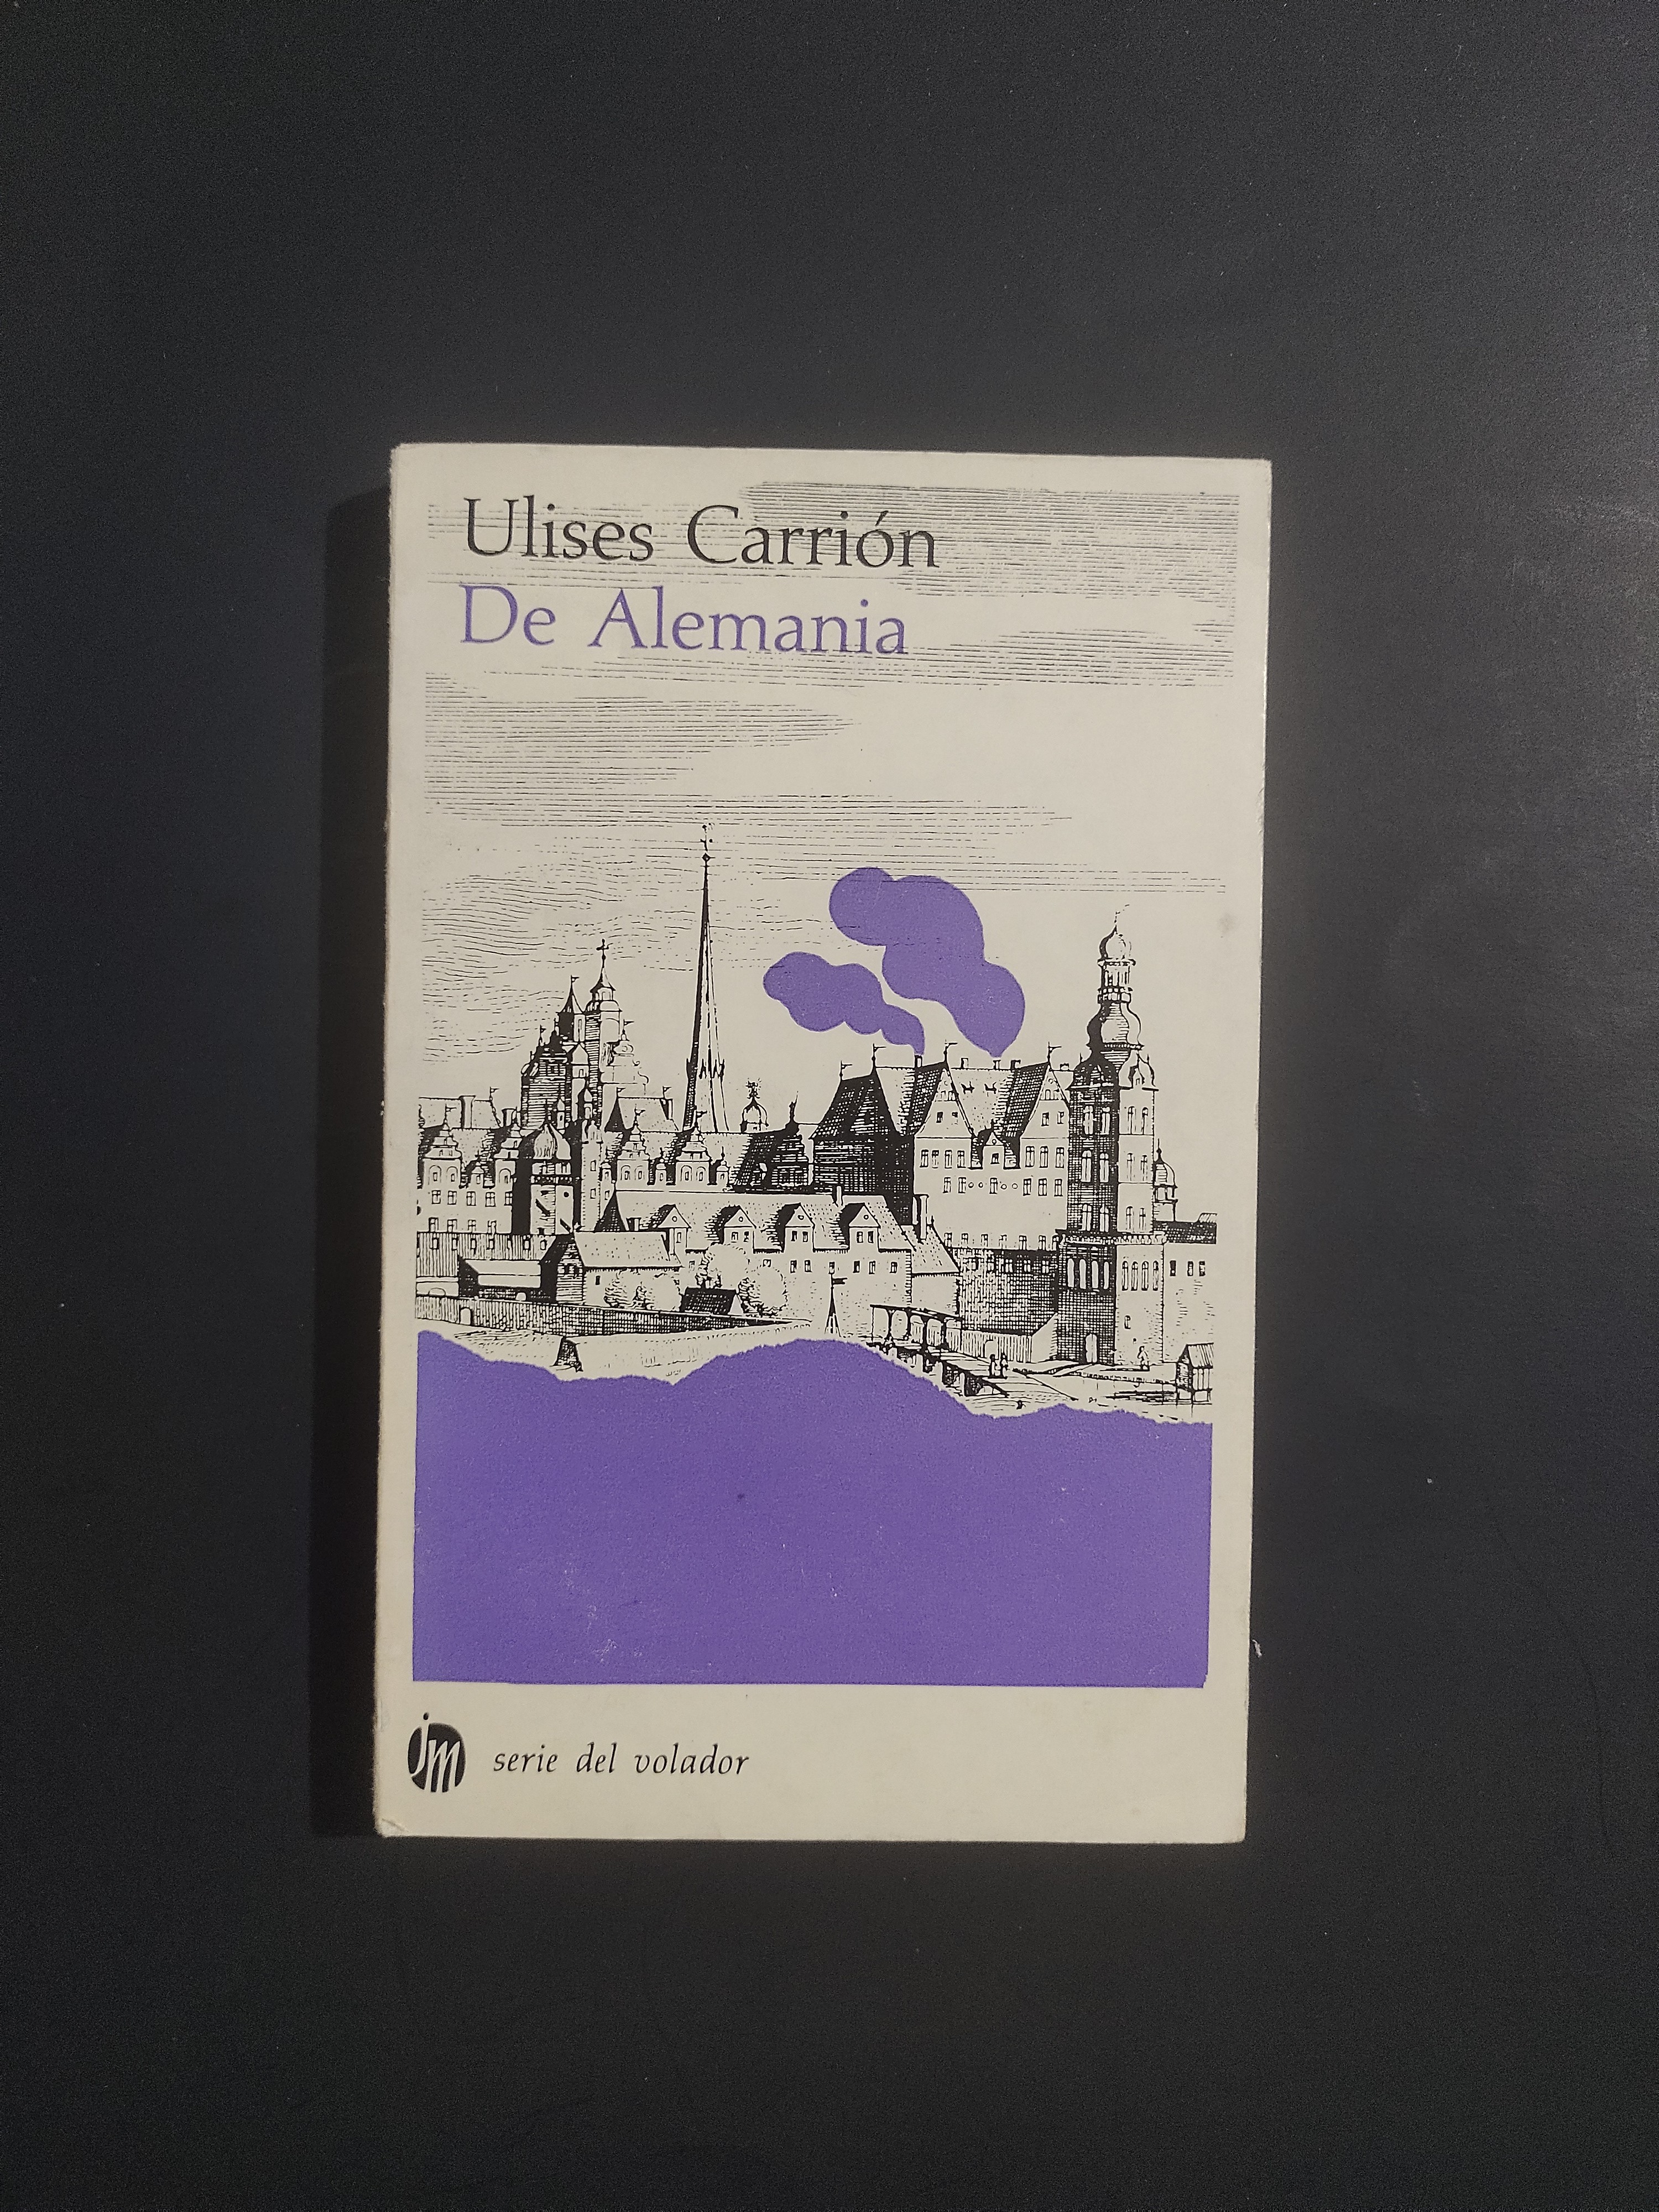 Ulises Carrión
De Alemania
jm
serie del volador